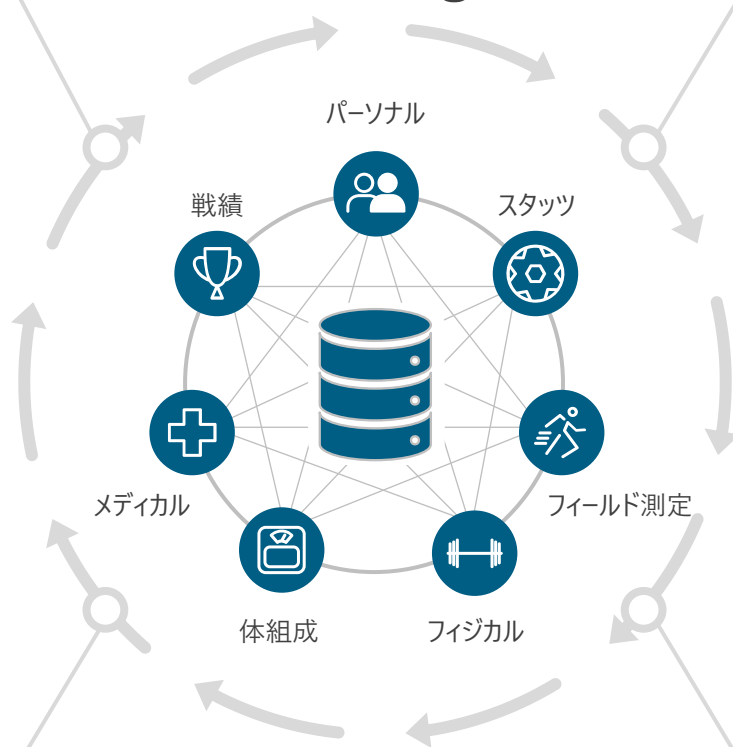 パーソナル
戦績
スタッツ
メディカル
フィールド測定
体組成
フィジカル